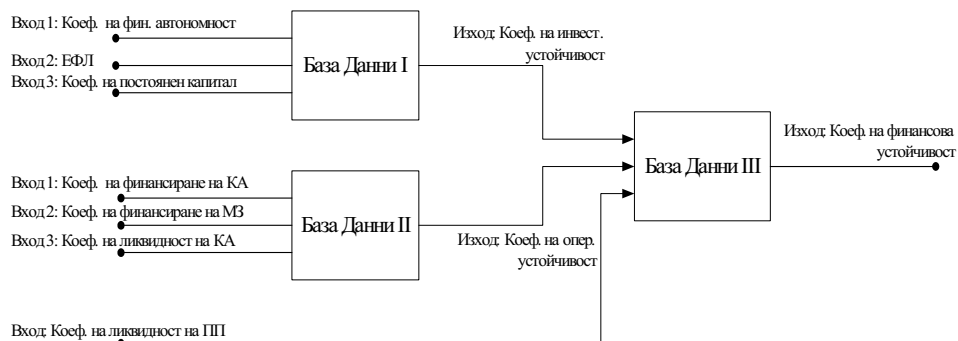 Вход 1: Коеф. на фин. автономност
Вход 2: ЕФЛ
Вход 3: Коеф. на постоянен капитал
База Данни I
Изход: Коеф. на инвест.
устойчивост
База Данни III
Изход: Коеф. на финансова
устойчивост
Вход 1: Коеф. на финансиране на КА
Вход 2: Коеф. на финансиране на МЗ
Вход 3: Коеф. на ликвидност на КА
База Данни II
Изход: Коеф. на опер.
устойчивост
Вход: Коеф. на ликвидност на ПП